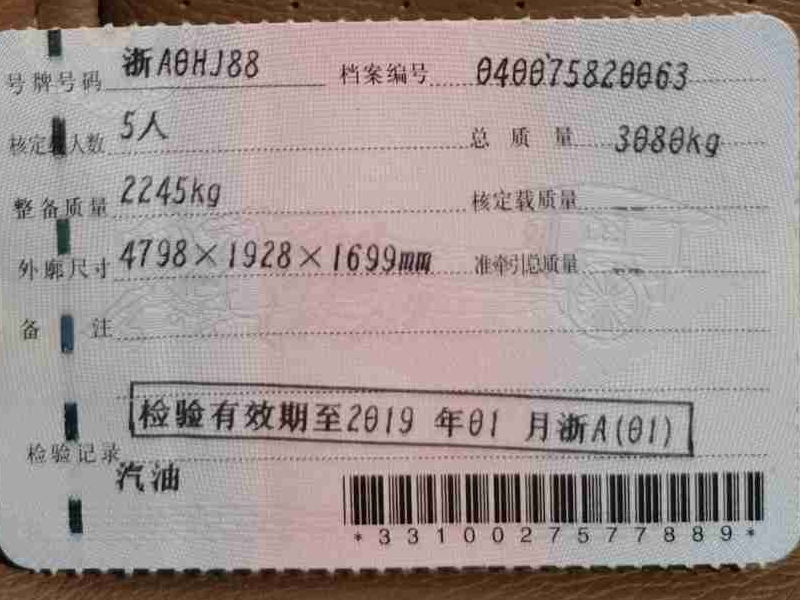 号牌号码 浙A0HJ88 档案编号 040075820063
核定载人数 5人 总质量 3080kg
整备质量 2245kg 核定载质量 --
外廓尺寸 4798×1928×1699mm 准牵引总质量 --
备注
检验有效期至2019 年01 月浙A(01)
检验记录
汽油
*3310027577889*